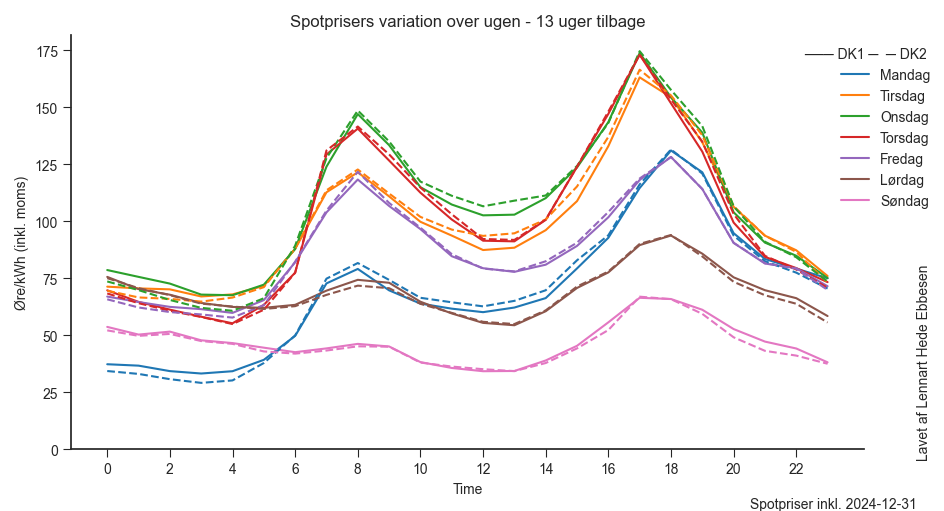 Spotprisers variation over ugen - 13 uger tilbage
DK1
DK2
Mandag
Tirsdag
Onsdag
Torsdag
Fredag
Lørdag
Søndag
Øre/kWh (inkl. moms)
175
150
125
100
75
50
25
0
0 2 4 6 8 10 12 14 16 18 20 22
Time
Lavet af Lennart Hede Ebbesen
Spotpriser inkl. 2024-12-31